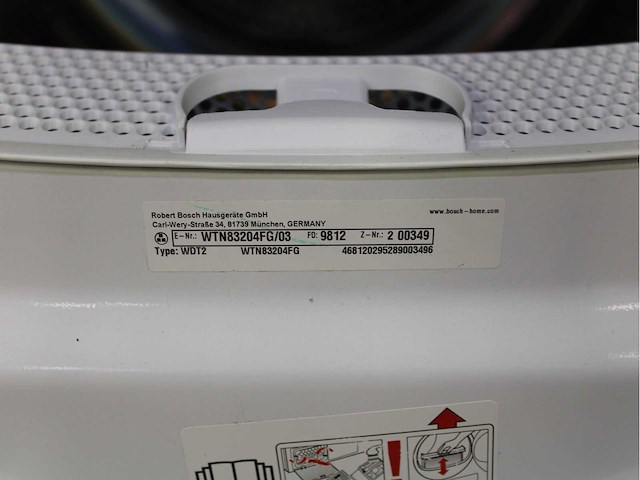 Robert Bosch Hausgeräte GmbH
www.bosch-home.com
Carl-Wery-Straße 34, 81739 München, GERMANY
E-Nr.: WTN83204FG/03 FD: 9812 Z-Nr.: 2 00349
Type: WDT2 WTN83204FG 468120295289003496
!